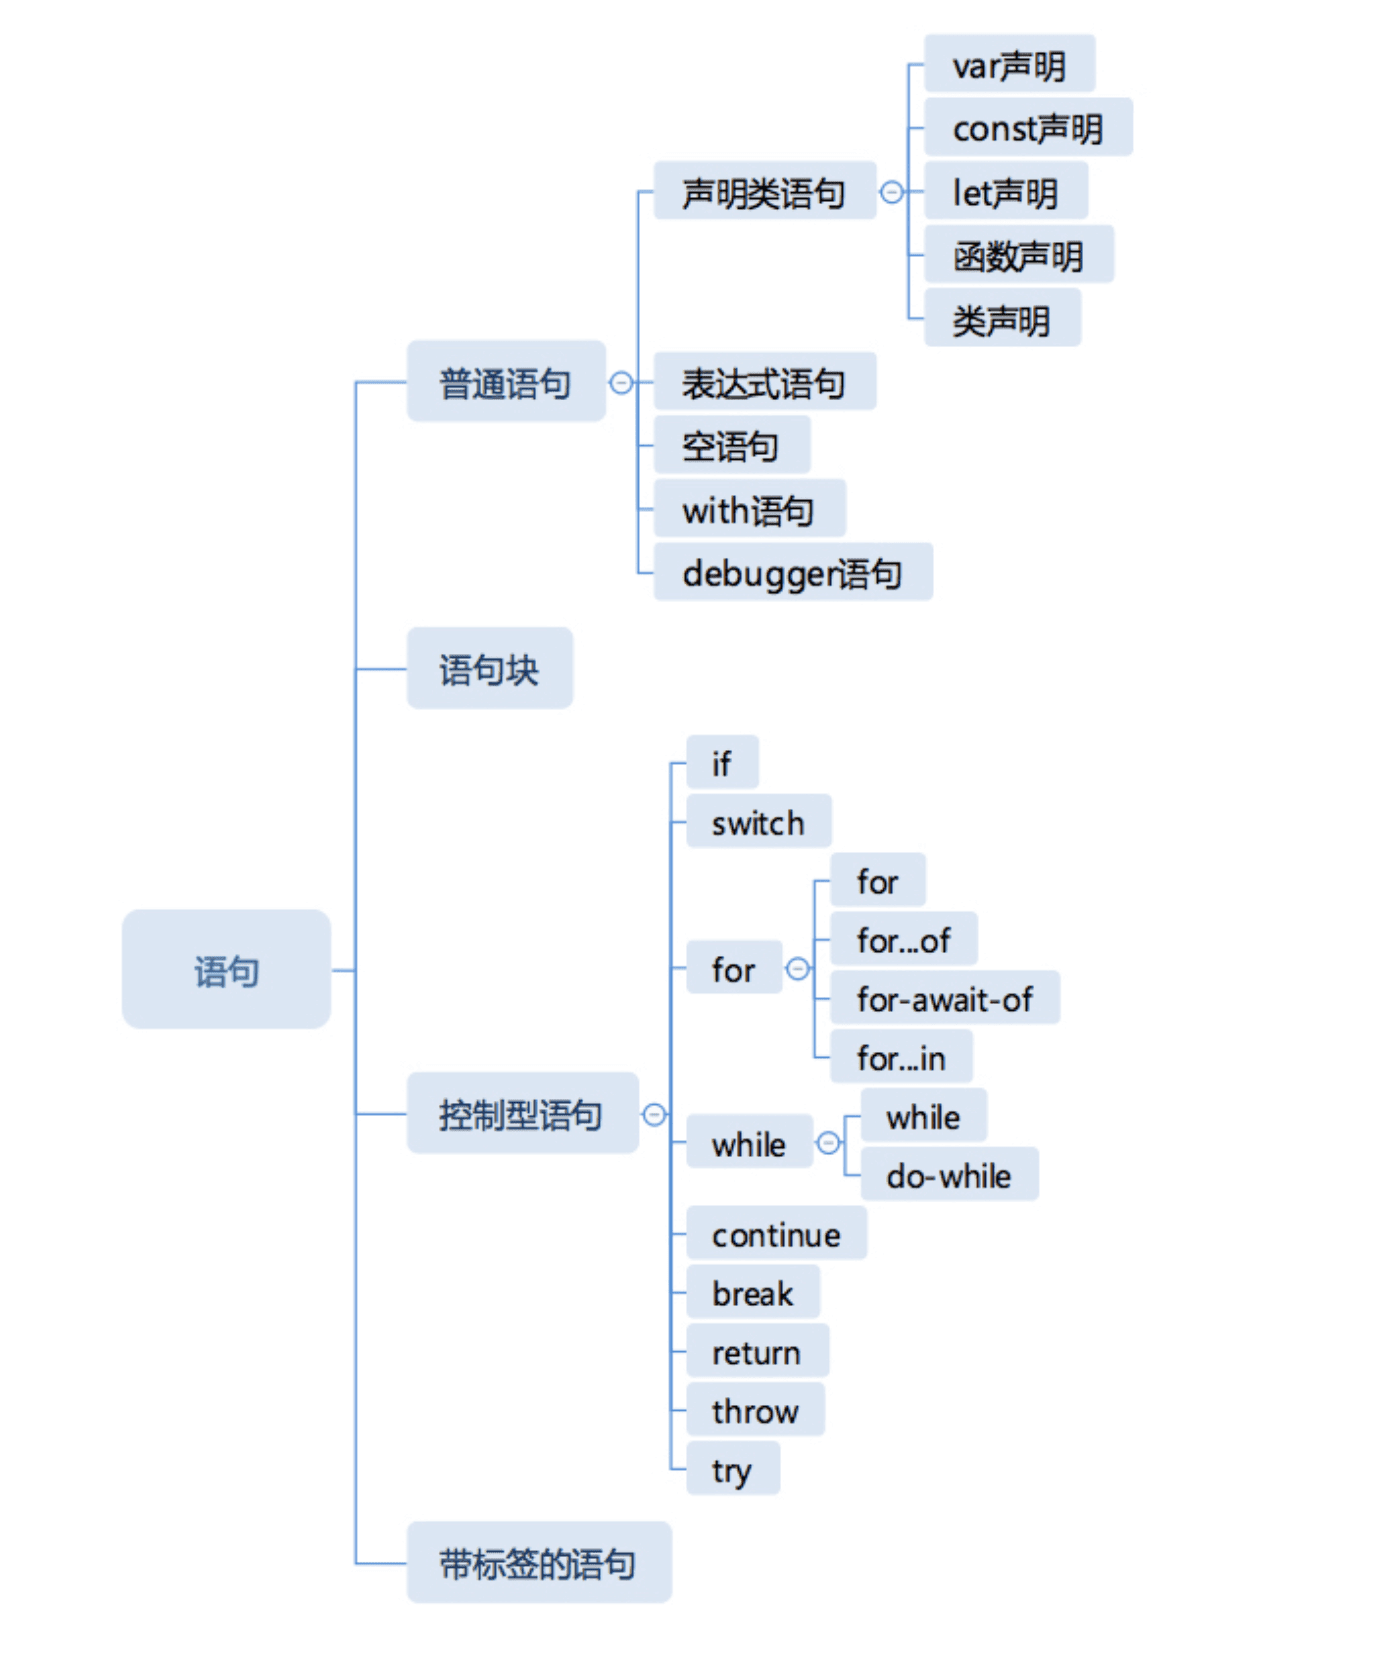 语句
普通语句
声明类语句
var声明
const声明
let声明
函数声明
类声明
表达式语句
空语句
with语句
debugger语句
语句块
控制型语句
if
switch
for
for
for...of
for-await-of
for...in
while
while
do-while
continue
break
return
throw
try
带标签的语句